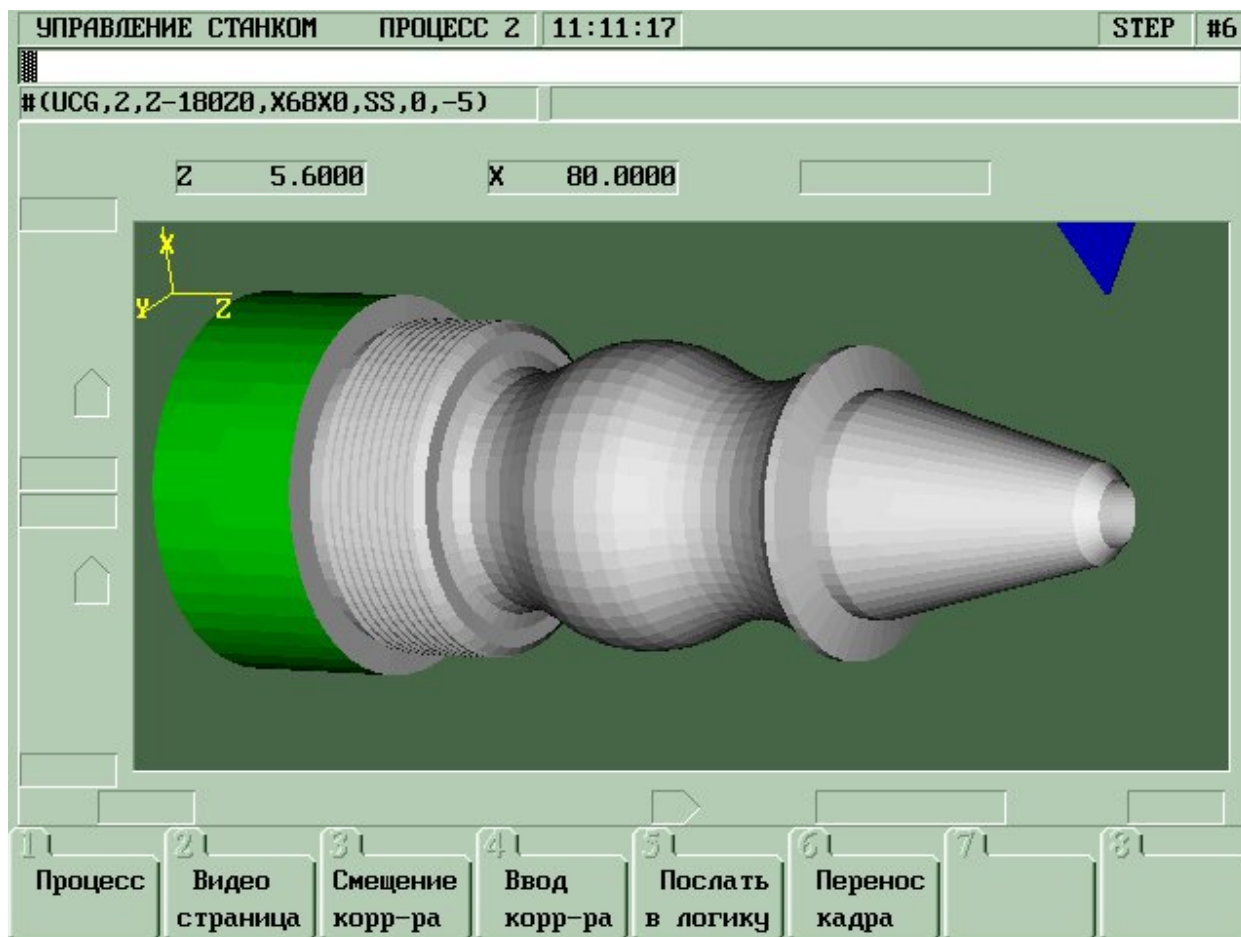 УПРАВЛЕНИЕ СТАНКОМ ПРОЦЕСС 2 11:11:17 STEP #6
#(UCG,2,Z-180Z0,X68X0,SS,0,-5)
Z 5.6000 X 80.0000
X
Y Z
1 2 3 4 5 6 7 8
Процесс Видео Смещение Ввод Послать Перенос
страница корр-ра корр-ра в логику кадра